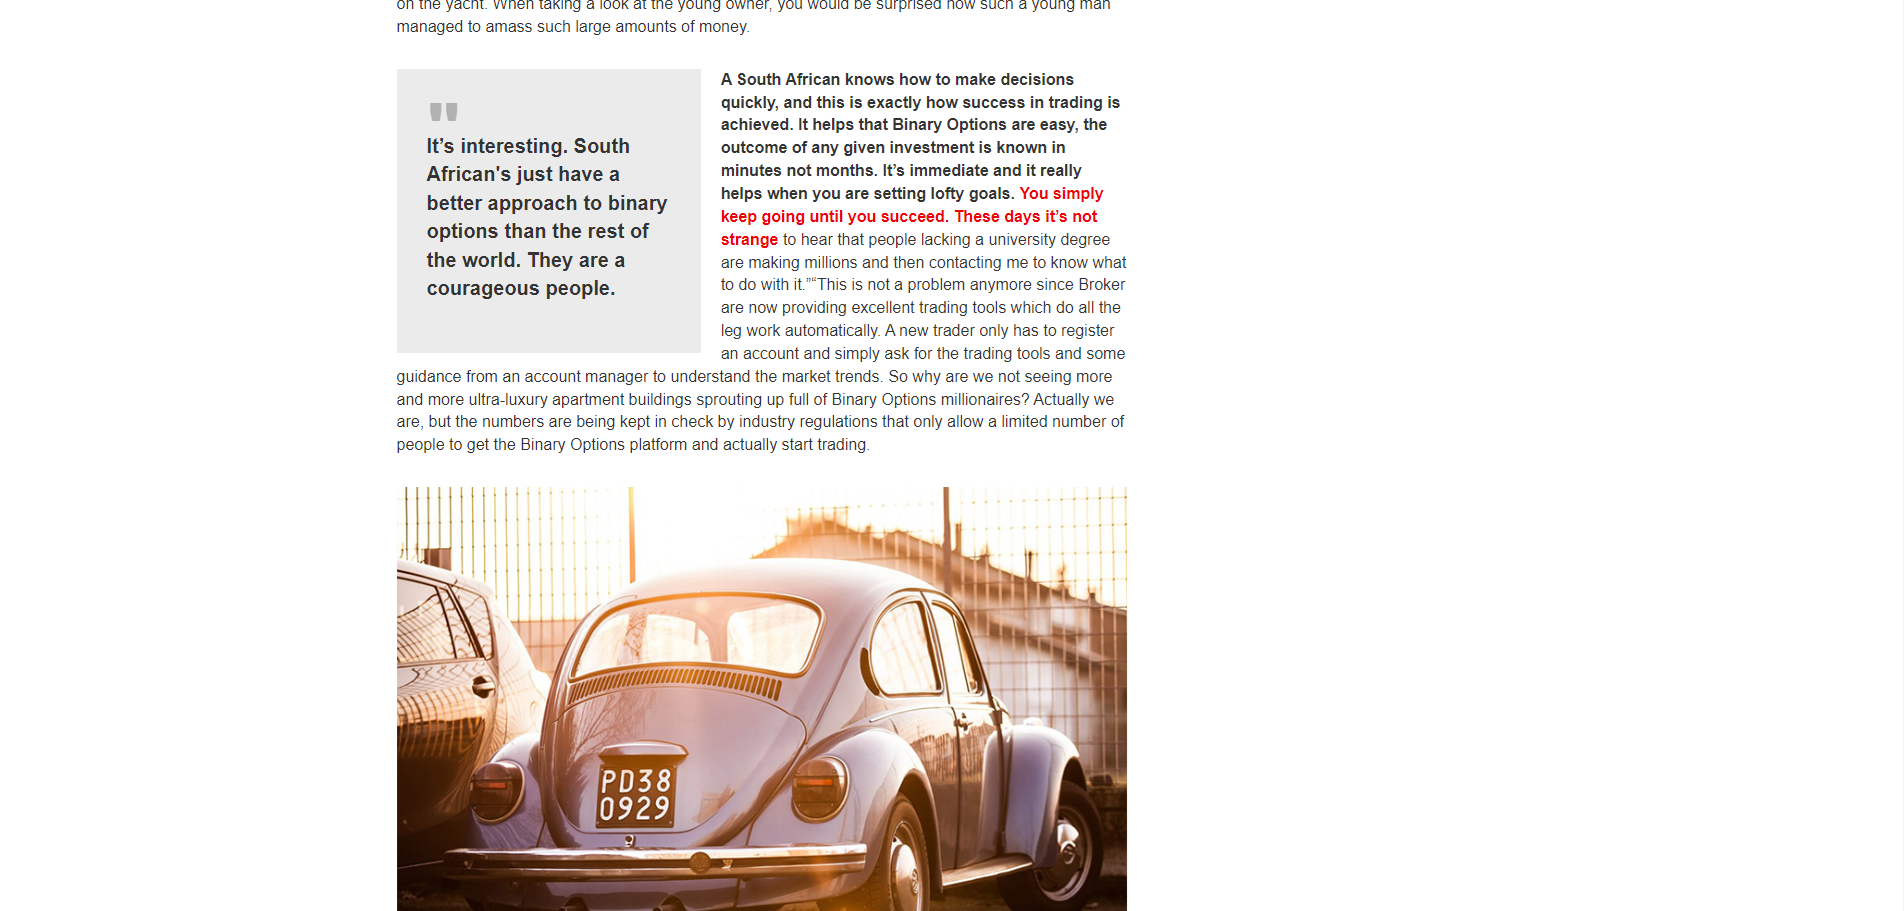 on the yacht. When taking a look at the young owner, you would be surprised how such a young man
managed to amass such large amounts of money.
"
It’s interesting. South
African's just have a
better approach to binary
options than the rest of
the world. They are a
courageous people.
A South African knows how to make decisions
quickly, and this is exactly how success in trading is
achieved. It helps that Binary Options are easy, the
outcome of any given investment is known in
minutes not months. It’s immediate and it really
helps when you are setting lofty goals. You simply
keep going until you succeed. These days it’s not
strange to hear that people lacking a university degree
are making millions and then contacting me to know what
to do with it.”“This is not a problem anymore since Broker
are now providing excellent trading tools which do all the
leg work automatically. A new trader only has to register
an account and simply ask for the trading tools and some
guidance from an account manager to understand the market trends. So why are we not seeing more
and more ultra-luxury apartment buildings sprouting up full of Binary Options millionaires? Actually we
are, but the numbers are being kept in check by industry regulations that only allow a limited number of
people to get the Binary Options platform and actually start trading.
PD38
0929